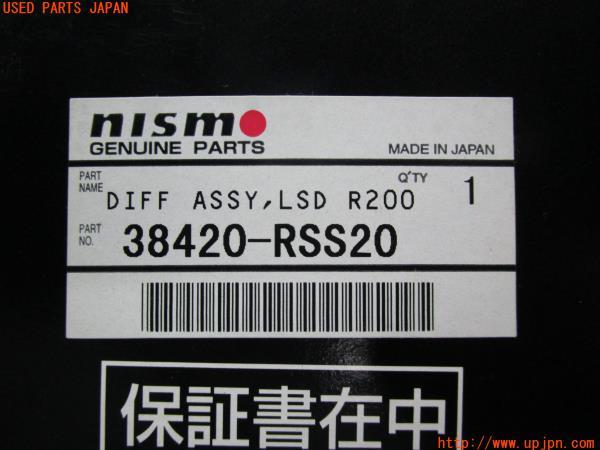 USED PARTS JAPAN
nismo
GENUINE PARTS
MADE IN JAPAN
PART NAME
DIFF ASSY,LSD R200
Q'TY
1
PART NO.
38420-RSS20
保証書在中
http://www.upjpn.com/